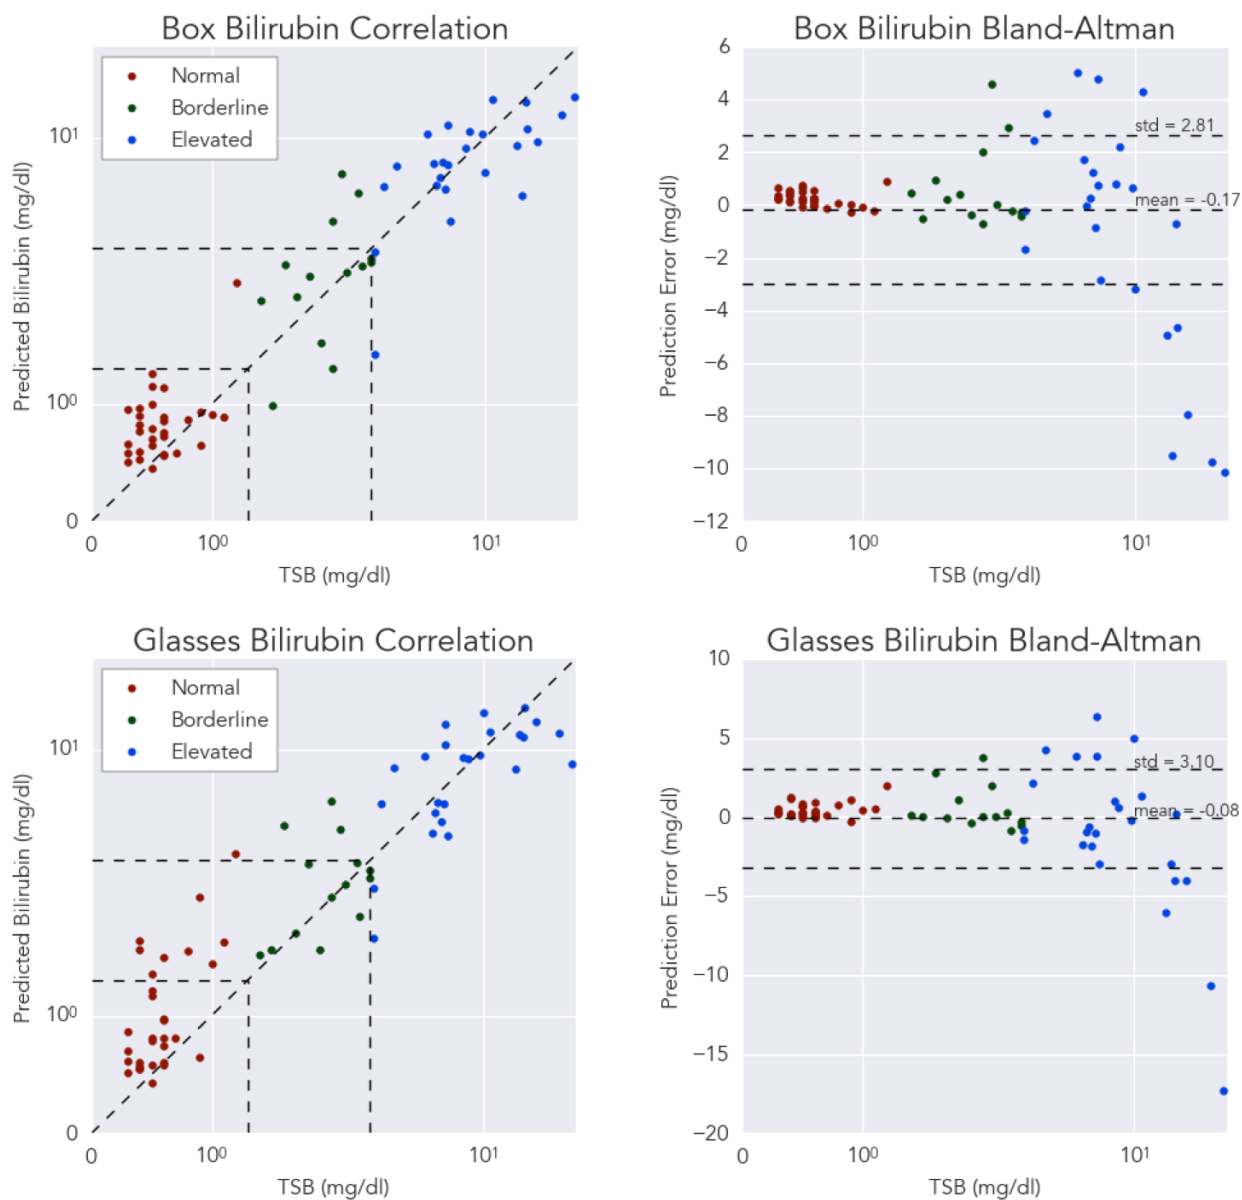 Box Bilirubin Correlation
Normal
Borderline
Elevated
10¹
10⁰
0
Predicted Bilirubin (mg/dl)
0
10⁰
10¹
TSB (mg/dl)
Box Bilirubin Bland-Altman
6
4
2
0
−2
−4
−6
−8
−10
−12
Prediction Error (mg/dl)
std = 2.81
mean = -0.17
0
10⁰
10¹
TSB (mg/dl)
Glasses Bilirubin Correlation
Normal
Borderline
Elevated
10¹
10⁰
0
Predicted Bilirubin (mg/dl)
0
10⁰
10¹
TSB (mg/dl)
Glasses Bilirubin Bland-Altman
10
5
0
−5
−10
−15
−20
Prediction Error (mg/dl)
std = 3.10
mean = -0.08
0
10⁰
10¹
TSB (mg/dl)